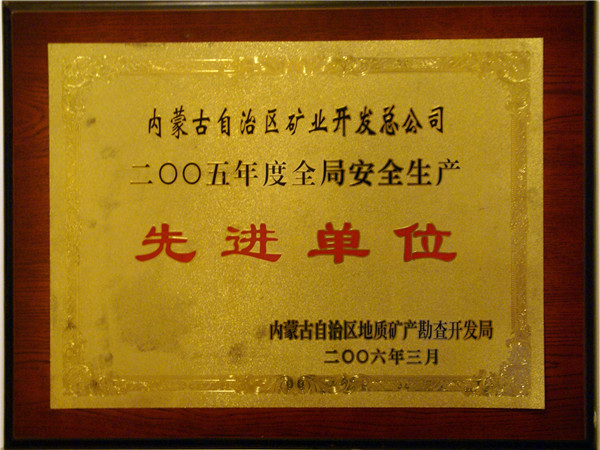 内蒙古自治区矿业开发总公司
二〇〇五年度全局安全生产
先进单位
内蒙古自治区地质矿产勘查开发局
二〇〇六年三月